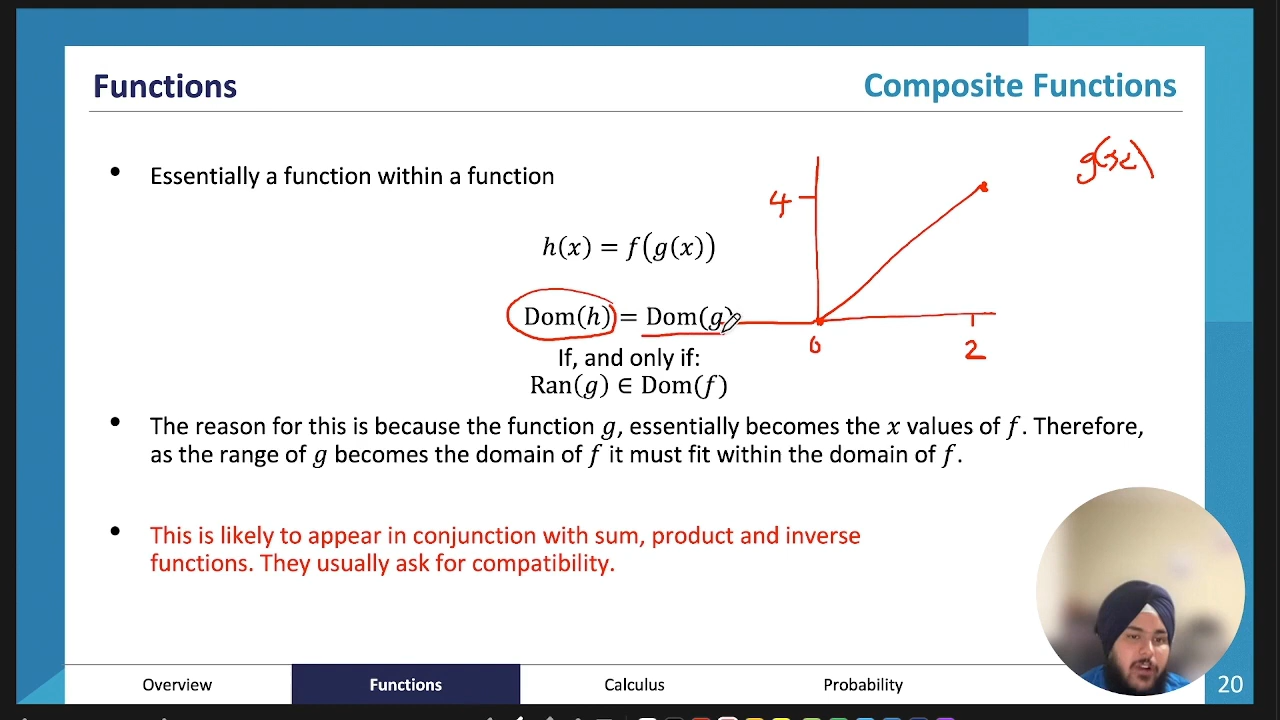 Functions
Composite Functions
• Essentially a function within a function
g(x)
4
h(x) = f(g(x))
Dom(h) = Dom(g)
0
2
If, and only if:
Ran(g) ∈ Dom(f)
• The reason for this is because the function g, essentially becomes the x values of f. Therefore,
as the range of g becomes the domain of f it must fit within the domain of f.
• This is likely to appear in conjunction with sum, product and inverse
functions. They usually ask for compatibility.
Overview
Functions
Calculus
Probability
20